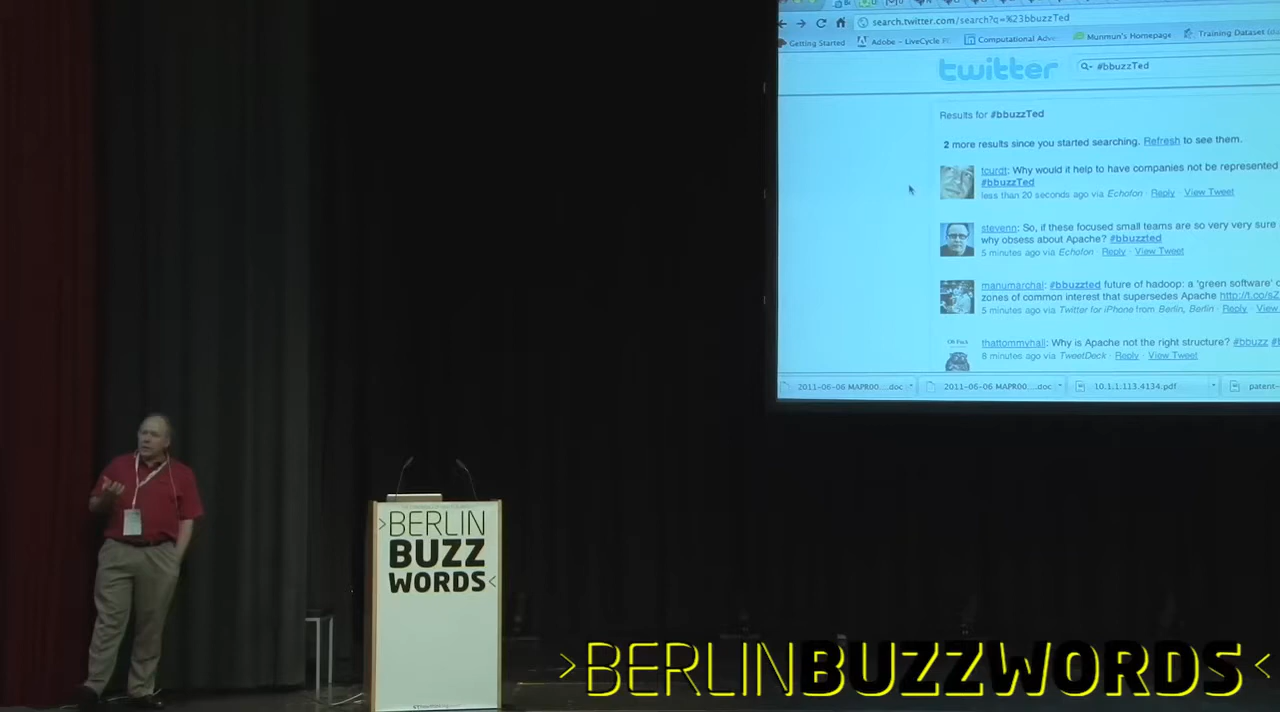 search.twitter.com/search?q=%23bbuzzTed
Getting Started
Adobe - LiveCycle
Computational Adve
Munmun's Homepage
Training Dataset
twitter
#bbuzzTed
Results for #bbuzzTed
2 more results since you started searching. Refresh to see them.
tcurdt: Why would it help to have companies not be represented
#bbuzzTed
less than 20 seconds ago via Echofon · Reply · View Tweet
stevenn: So, if these focused small teams are so very very sure
why obsess about Apache? #bbuzzted
5 minutes ago via Echofon · Reply · View Tweet
manumarchal: #bbuzzted future of hadoop: a 'green software'
zones of common interest that supersedes Apache http://t.co/sZ
5 minutes ago via Twitter for iPhone from Berlin, Berlin · Reply · View
thattommyhall: Why is Apache not the right structure? #bbuzz
8 minutes ago via TweetDeck · Reply · View Tweet
2011-06-06 MAPR00....doc
2011-06-06 MAPR00....doc
10.1.1.113.4134.pdf
patent-
>BERLIN
BUZZ
WORDS<
>BERLINBUZZWORDS<